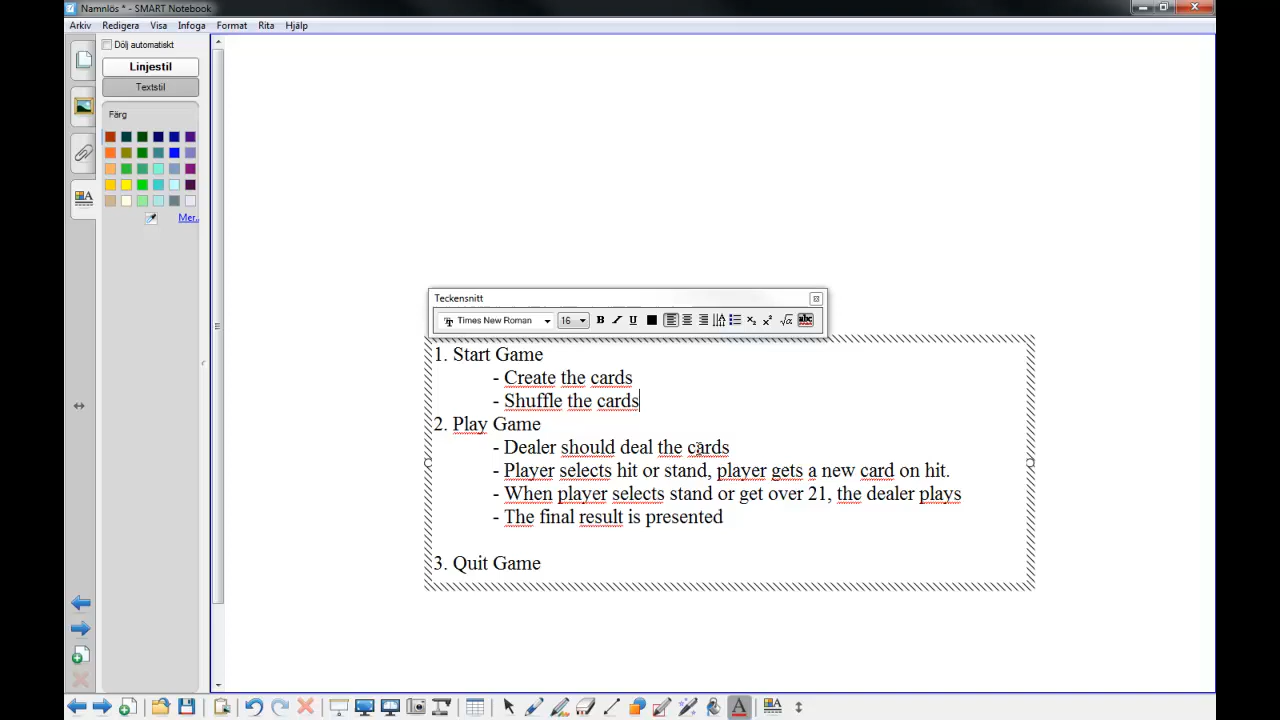 Namnlös * - SMART Notebook
Arkiv Redigera Visa Infoga Format Rita Hjälp
Dölj automatiskt
Linjestil
Textstil
Färg
Mer..
Teckensnitt
Times New Roman 16 B I U
1. Start Game
- Create the cards
- Shuffle the cards
2. Play Game
- Dealer should deal the cards
- Player selects hit or stand, player gets a new card on hit.
- When player selects stand or get over 21, the dealer plays
- The final result is presented
3. Quit Game